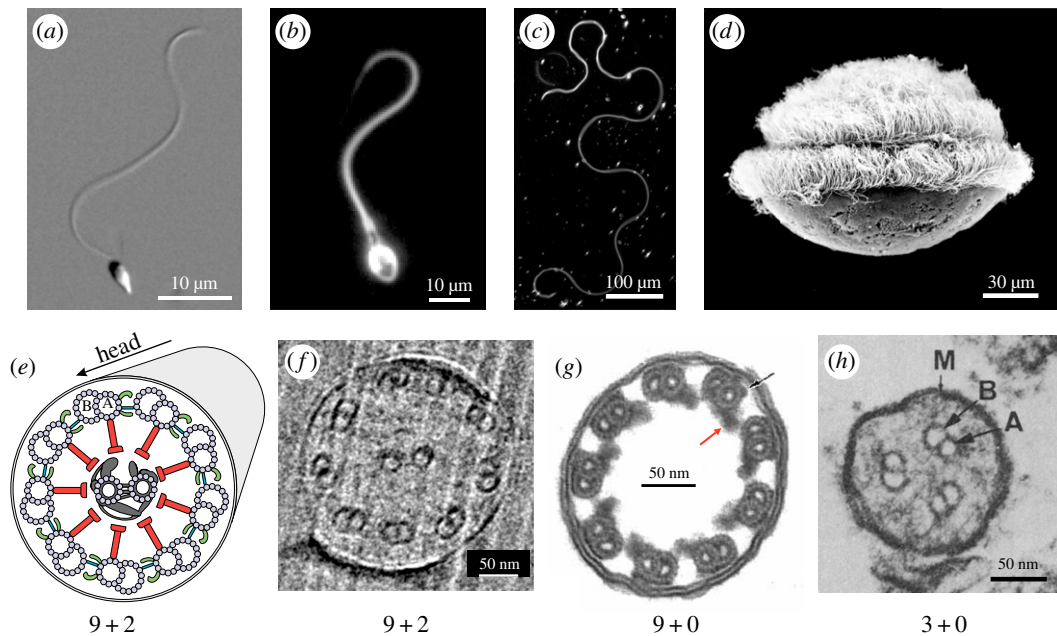 (a)
10 µm
(b)
10 µm
(c)
100 µm
(d)
30 µm
(e)
head
B
A
9 + 2
(f)
50 nm
9 + 2
(g)
50 nm
9 + 0
(h)
M
B
A
50 nm
3 + 0